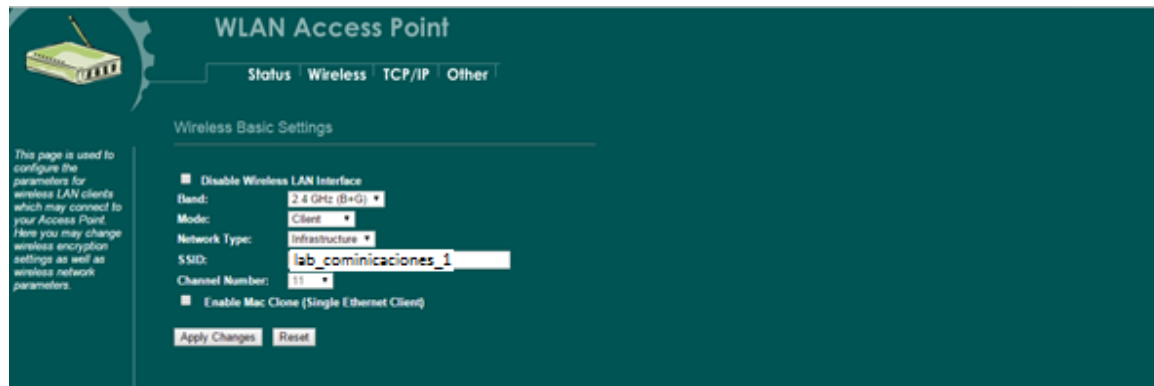 WLAN Access Point
Status Wireless TCP/IP Other
Wireless Basic Settings
This page is used to
configure the
parameters for
wireless LAN clients
which may connect to
your Access Point.
Here you may change
wireless encryption
settings as well as
wireless network
parameters.
Disable Wireless LAN Interface
Band: 2.4 GHz (B+G)
Mode: Client
Network Type: Infrastructure
SSID: lab_cominicaciones_1
Channel Number: 11
Enable Mac Clone (Single Ethernet Client)
Apply Changes Reset